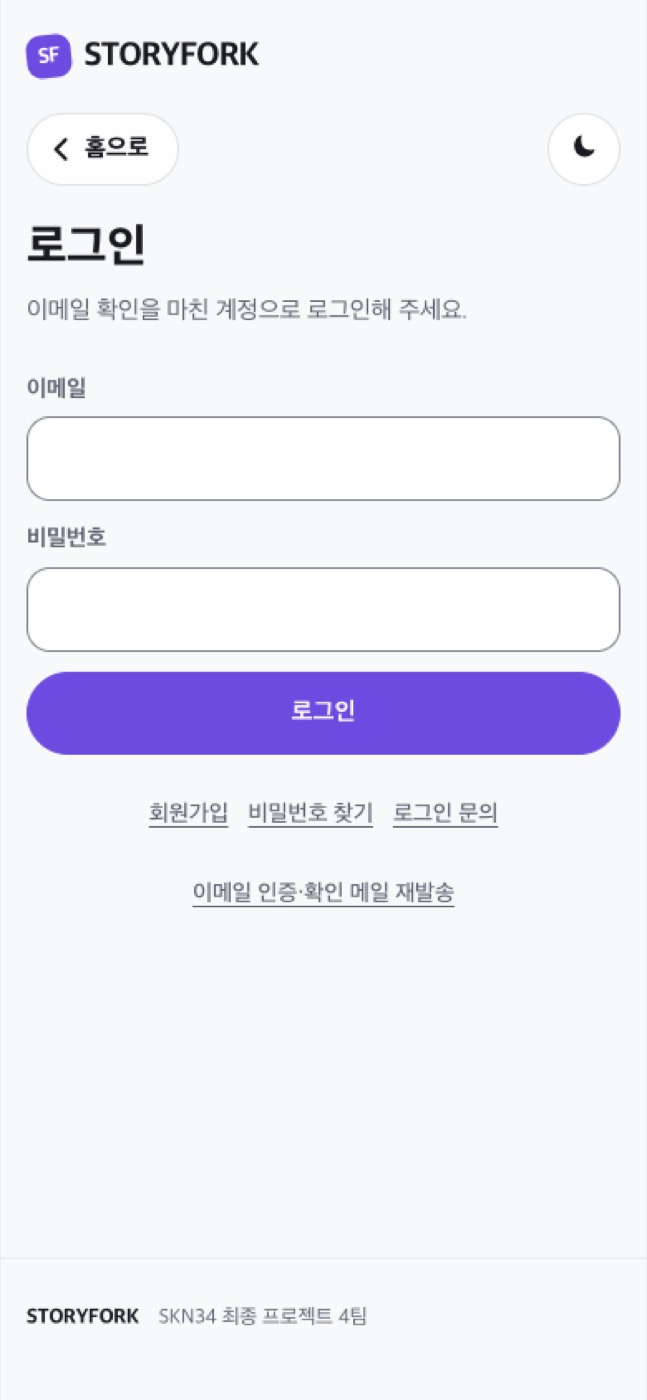 SF STORYFORK
홈으로
로그인
이메일 확인을 마친 계정으로 로그인해 주세요.
이메일
비밀번호
로그인
회원가입 비밀번호 찾기 로그인 문의
이메일 인증·확인 메일 재발송
STORYFORK SKN34 최종 프로젝트 4팀